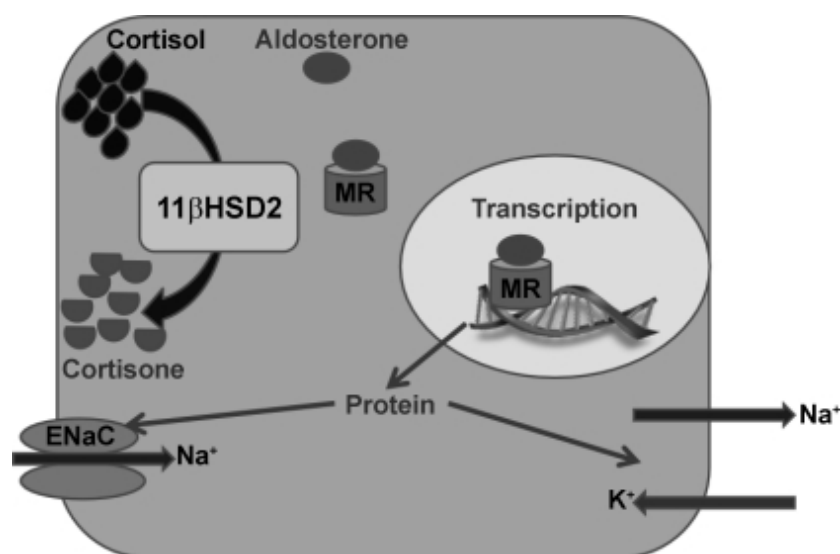 Cortisol
Aldosterone
11βHSD2
MR
Transcription
MR
Cortisone
Protein
ENaC
Na⁺
Na⁺
K⁺